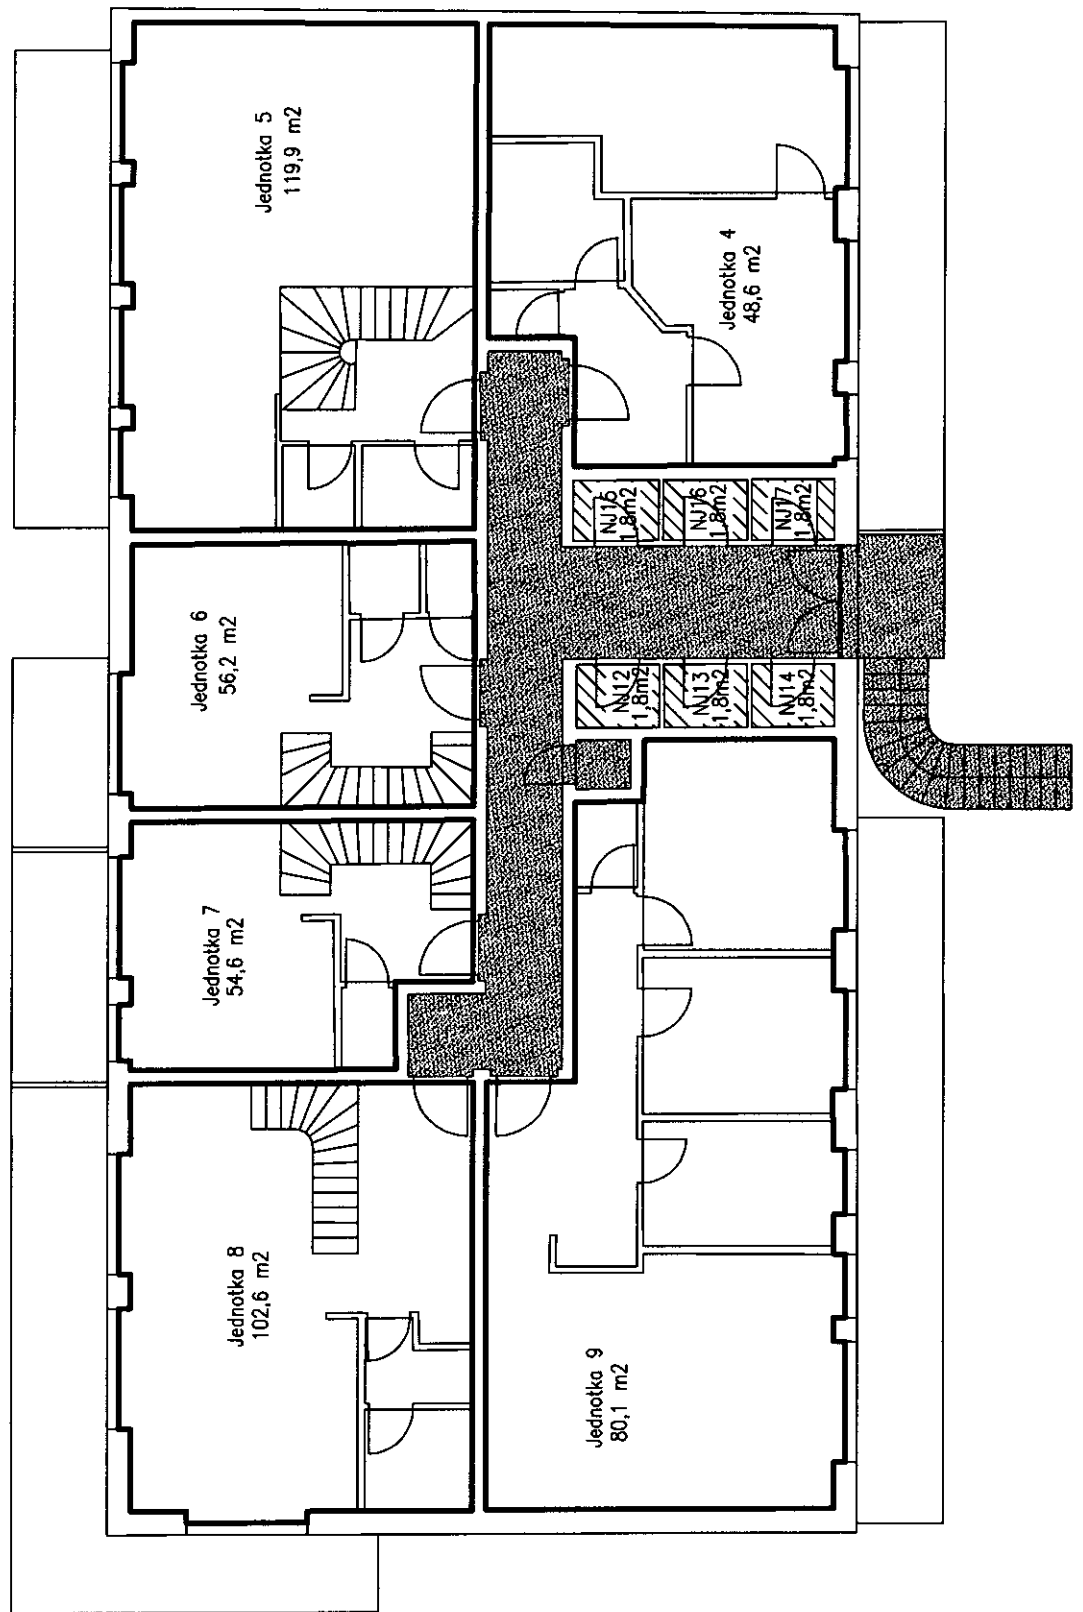 Jednotka 5
119,9 m2
Jednotka 4
48,6 m2
Jednotka 6
56,2 m2
NJ15
1,8m2
NJ16
1,8m2
NJ17
1,8m2
NJ12
1,8m2
NJ13
1,8m2
NJ14
1,8m2
Jednotka 7
54,6 m2
Jednotka 8
102,6 m2
Jednotka 9
80,1 m2